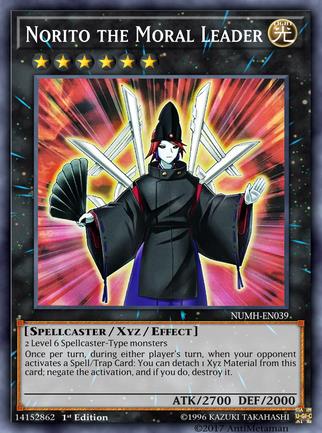 NORITO THE MORAL LEADER
LIGHT
光
NUMH-EN039
[SPELLCASTER / XYZ / EFFECT]
2 Level 6 Spellcaster-Type monsters
Once per turn, during either player's turn, when your opponent
activates a Spell/Trap Card: You can detach 1 Xyz Material from this
card; negate the activation, and if you do, destroy it.
ATK/2700 DEF/2000
14152862 1st Edition ©1996 KAZUKI TAKAHASHI
©2017 AntiMetaman